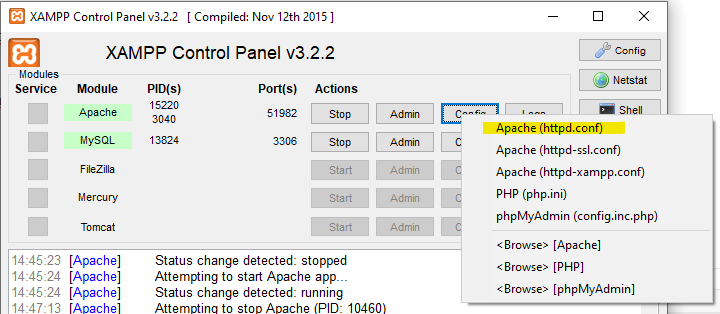 XAMPP Control Panel v3.2.2 [ Compiled: Nov 12th 2015 ]
XAMPP Control Panel v3.2.2
Config
Modules
Service Module PID(s) Port(s) Actions
Netstat
Apache 15220 3040 51982 Stop Admin Config Logs
Shell
Apache (httpd.conf)
MySQL 13824 3306 Stop Admin
Apache (httpd-ssl.conf)
FileZilla Start Admin
Apache (httpd-xampp.conf)
PHP (php.ini)
Mercury Start Admin
phpMyAdmin (config.inc.php)
Tomcat Start Admin
<Browse> [Apache]
14:45:23 [Apache] Status change detected: stopped
<Browse> [PHP]
14:45:24 [Apache] Attempting to start Apache app...
<Browse> [phpMyAdmin]
14:45:24 [Apache] Status change detected: running
14:47:13 [Apache] Attempting to stop Apache (PID: 10460)